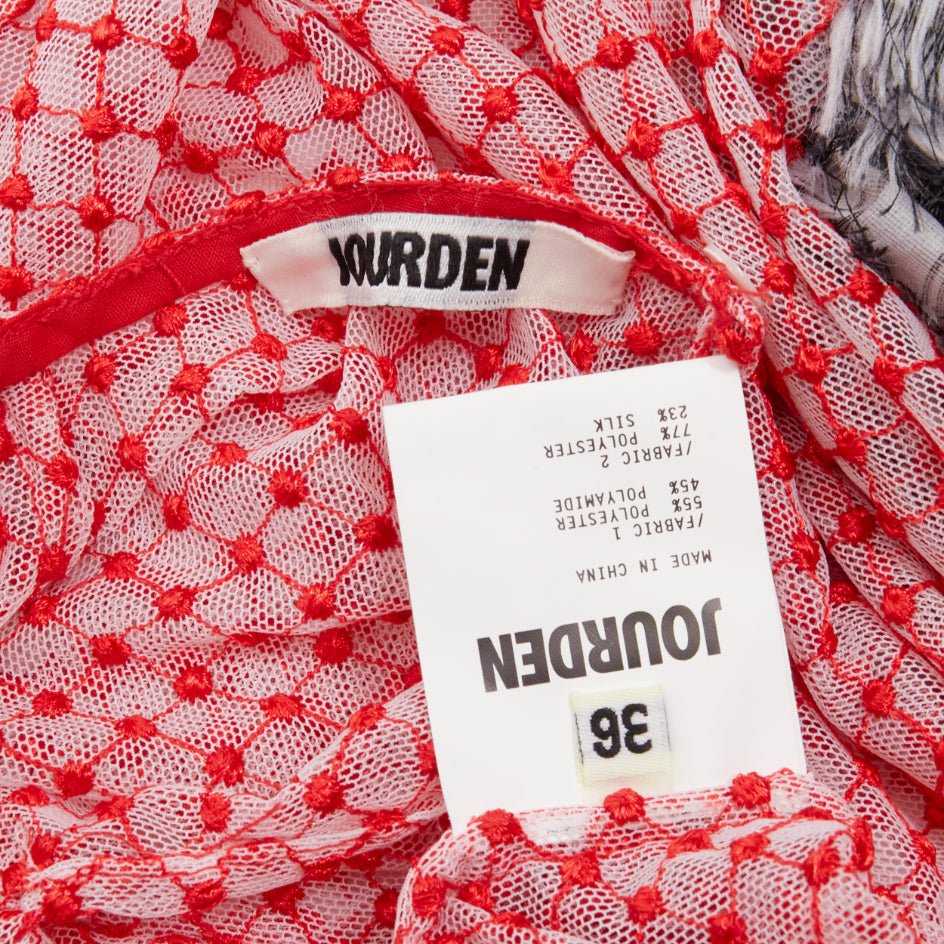 JOURDEN
36
JOURDEN
MADE IN CHINA
/FABRIC 1
55% POLYESTER
45% POLYAMIDE
/FABRIC 2
77% POLYESTER
23% SILK